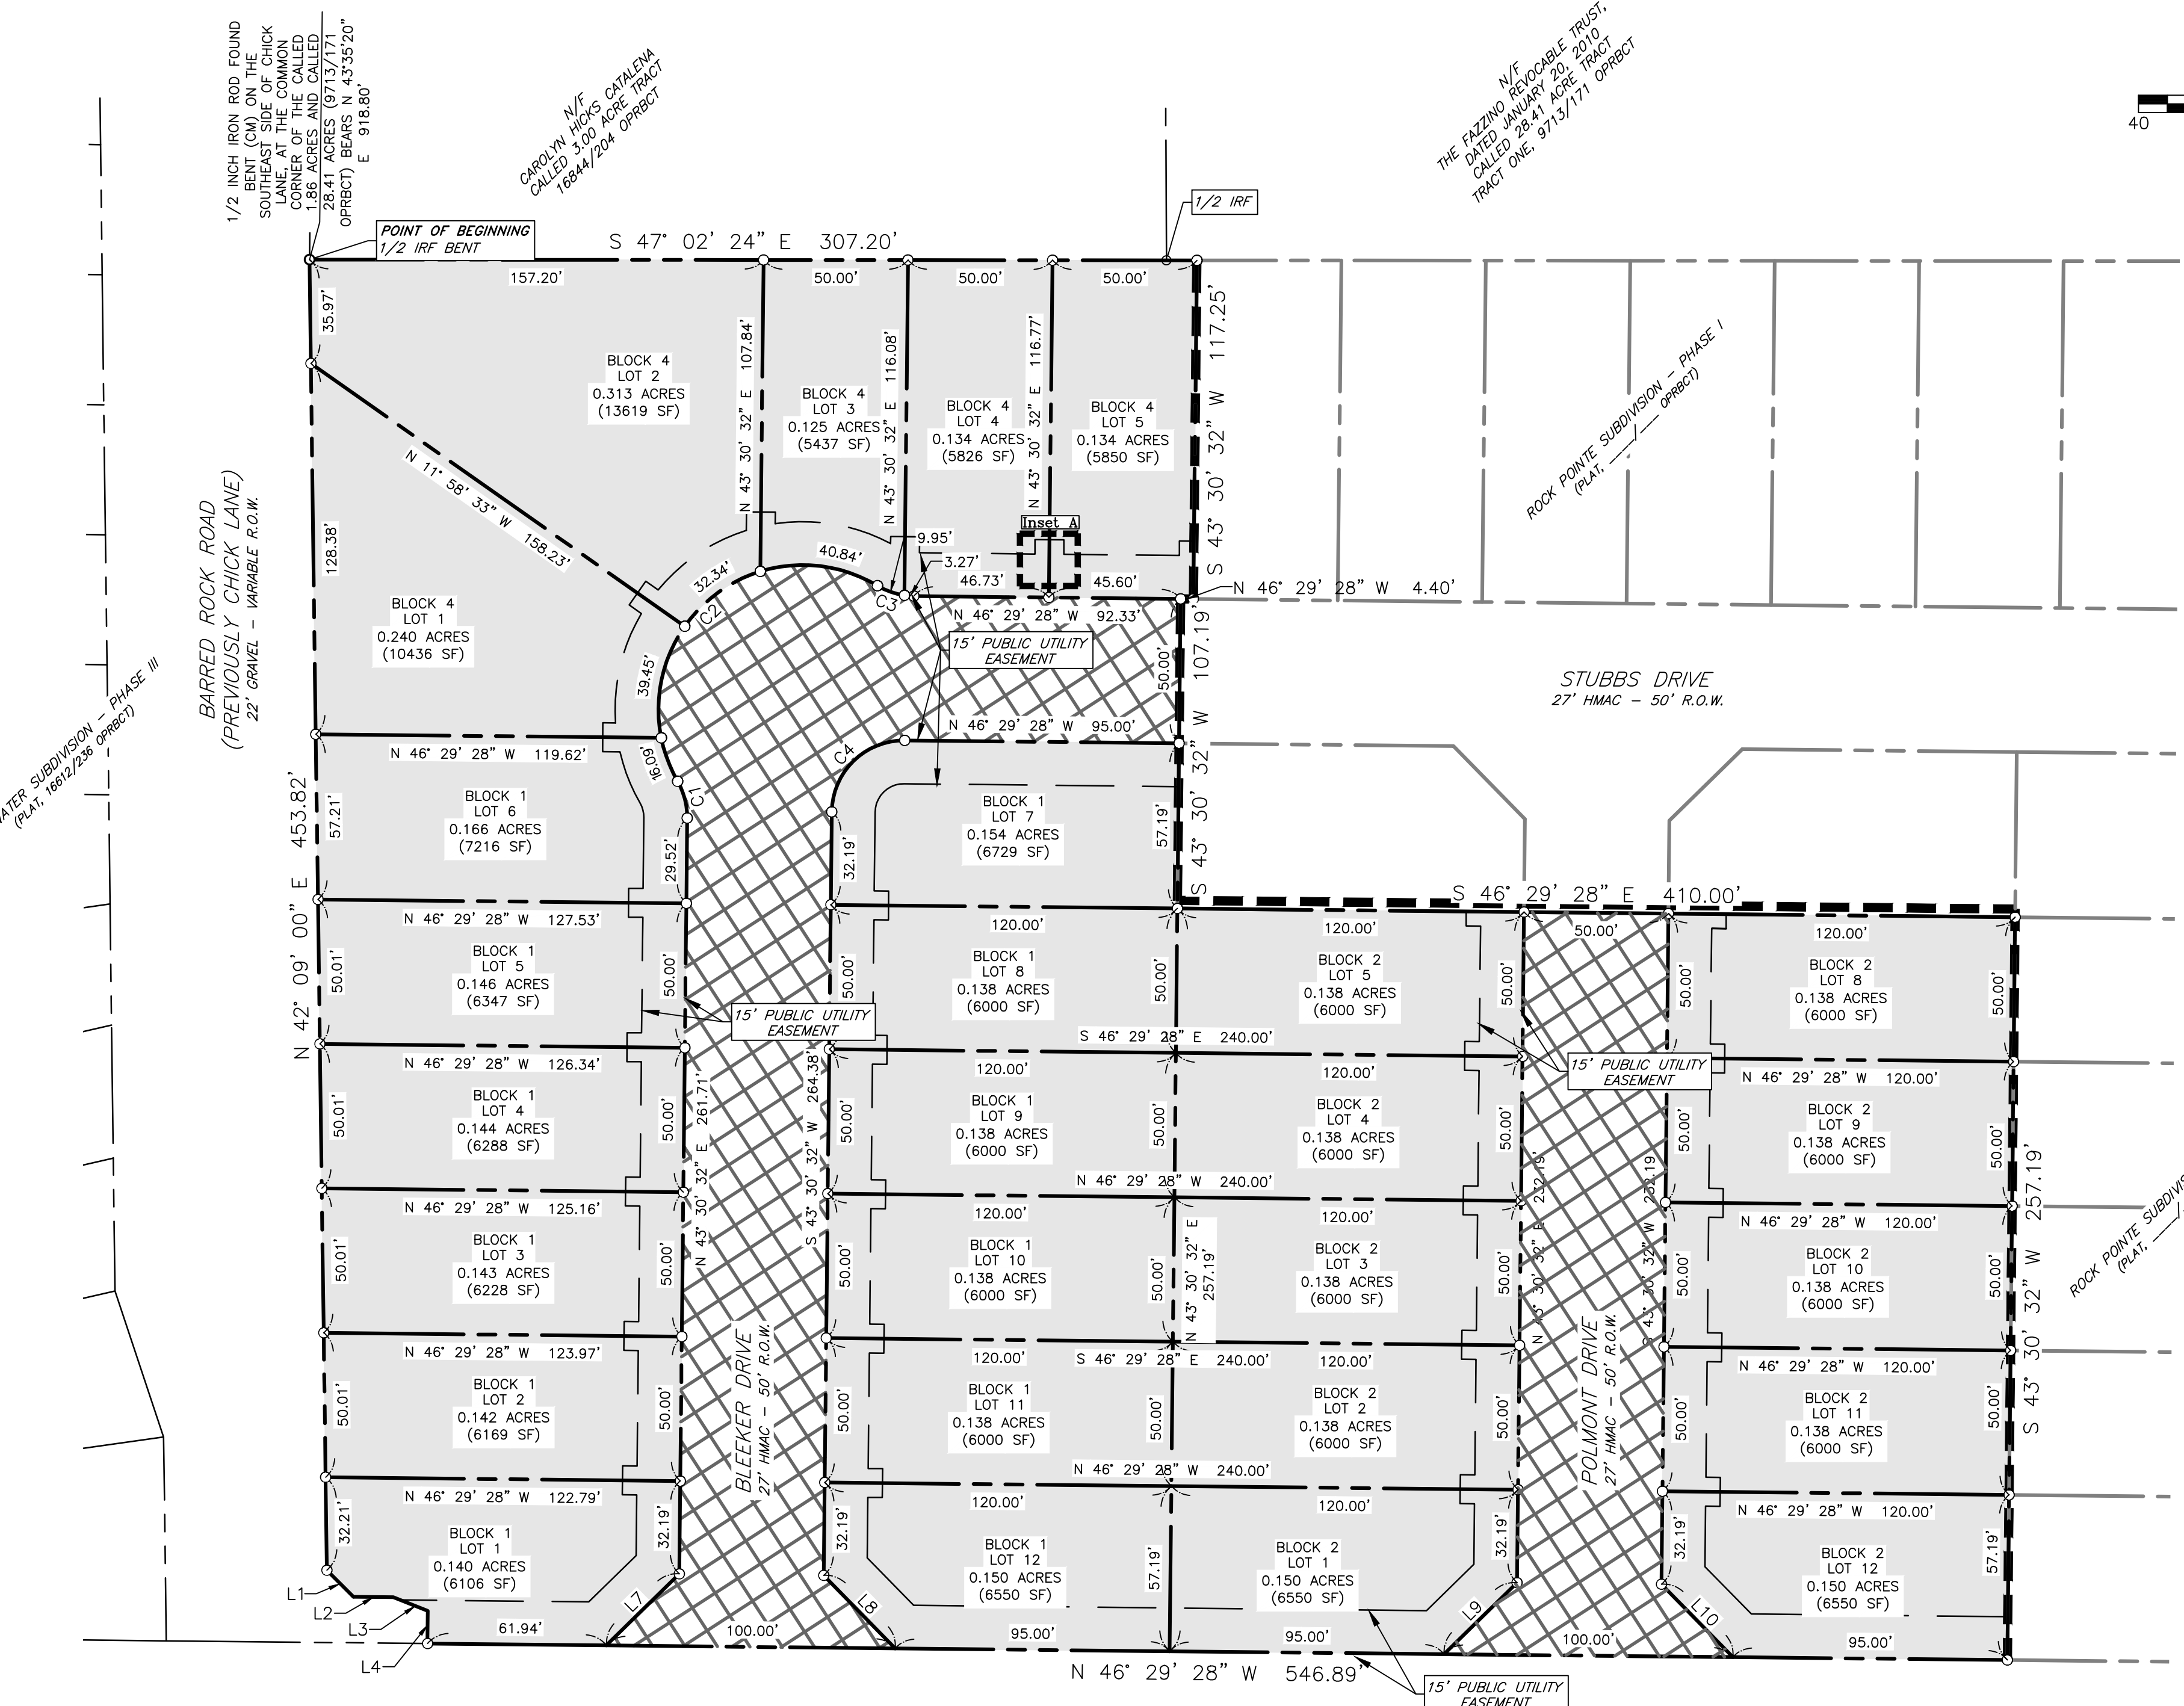 1/2 INCH IRON ROD FOUND
BENT (CM) ON THE
SOUTHEAST SIDE OF CHICK
LANE, AT THE COMMON
CORNER OF THE CALLED
1.86 ACRES AND CALLED
28.41 ACRES (9713/171
OPRBCT) BEARS N 43°35'20"
E 918.80'
N/F
CAROLYN HICKS CATALENA
CALLED 3.00 ACRE TRACT
16844/204 OPRBCT
N/F
THE FAZZINO REVOCABLE TRUST,
DATED JANUARY 20, 2010
CALLED 28.41 ACRE TRACT
TRACT ONE, 9713/171 OPRBCT
40
1/2 IRF
POINT OF BEGINNING
1/2 IRF BENT
S 47° 02' 24" E 307.20'
157.20'
50.00'
50.00'
50.00'
35.97'
N 43° 30' 32" E 107.84'
N 43° 30' 32" E 116.08'
N 43° 30' 32" E 116.77'
S 43° 30' 32" W 117.25'
BLOCK 4
LOT 2
0.313 ACRES
(13619 SF)
BLOCK 4
LOT 3
0.125 ACRES
(5437 SF)
BLOCK 4
LOT 4
0.134 ACRES
(5826 SF)
BLOCK 4
LOT 5
0.134 ACRES
(5850 SF)
ROCK POINTE SUBDIVISION - PHASE I
(PLAT, ____/____ OPRBCT)
N 11° 58' 33" W 158.23'
BARRED ROCK ROAD
(PREVIOUSLY CHICK LANE)
22' GRAVEL - VARIABLE R.O.W.
128.38'
Inset A
9.95'
3.27'
40.84'
32.34'
46.73'
45.60'
C2
C3
N 46° 29' 28" W 4.40'
N 46° 29' 28" W 92.33'
BLOCK 4
LOT 1
0.240 ACRES
(10436 SF)
15' PUBLIC UTILITY
EASEMENT
39.45'
50.00'
S 43° 30' 32" W 107.19'
STUBBS DRIVE
27' HMAC - 50' R.O.W.
ATER SUBDIVISION - PHASE III
(PLAT, 16612/236 OPRBCT)
N 46° 29' 28" W 95.00'
C4
N 46° 29' 28" W 119.62'
16.09'
C1
N 42° 09' 00" E 453.82'
57.21'
BLOCK 1
LOT 6
0.166 ACRES
(7216 SF)
29.52'
32.19'
BLOCK 1
LOT 7
0.154 ACRES
(6729 SF)
57.19'
S 46° 29' 28" E 410.00'
N 46° 29' 28" W 127.53'
120.00'
120.00'
50.00'
120.00'
50.01'
BLOCK 1
LOT 5
0.146 ACRES
(6347 SF)
50.00'
50.00'
BLOCK 1
LOT 8
0.138 ACRES
(6000 SF)
50.00'
BLOCK 2
LOT 5
0.138 ACRES
(6000 SF)
50.00'
50.00'
BLOCK 2
LOT 8
0.138 ACRES
(6000 SF)
50.00'
15' PUBLIC UTILITY
EASEMENT
S 46° 29' 28" E 240.00'
15' PUBLIC UTILITY
EASEMENT
N 46° 29' 28" W 126.34'
120.00'
120.00'
N 46° 29' 28" W 120.00'
50.01'
BLOCK 1
LOT 4
0.144 ACRES
(6288 SF)
50.00'
N 43° 30' 32" E 261.71'
S 43° 30' 32" W 264.38'
50.00'
BLOCK 1
LOT 9
0.138 ACRES
(6000 SF)
50.00'
BLOCK 2
LOT 4
0.138 ACRES
(6000 SF)
50.00'
N 43° 30' 32" E 232.19'
S 43° 30' 32" W 232.19
50.00'
BLOCK 2
LOT 9
0.138 ACRES
(6000 SF)
50.00'
S 43° 30' 32" W 257.19'
ROCK POINTE SUBDIVIS
(PLAT, ____/
N 46° 29' 28" W 125.16'
N 46° 29' 28" W 240.00'
120.00'
120.00'
N 46° 29' 28" W 120.00'
50.01'
BLOCK 1
LOT 3
0.143 ACRES
(6228 SF)
50.00'
50.00'
BLOCK 1
LOT 10
0.138 ACRES
(6000 SF)
50.00'
N 43° 30' 32" E
257.19'
BLOCK 2
LOT 3
0.138 ACRES
(6000 SF)
50.00'
50.00'
BLOCK 2
LOT 10
0.138 ACRES
(6000 SF)
50.00'
N 46° 29' 28" W 123.97'
120.00'
S 46° 29' 28" E 240.00'
120.00'
N 46° 29' 28" W 120.00'
50.01'
BLOCK 1
LOT 2
0.142 ACRES
(6169 SF)
50.00'
BLEEKER DRIVE
27' HMAC - 50' R.O.W.
50.00'
BLOCK 1
LOT 11
0.138 ACRES
(6000 SF)
50.00'
BLOCK 2
LOT 2
0.138 ACRES
(6000 SF)
50.00'
POLMONT DRIVE
27' HMAC - 50' R.O.W.
50.00'
BLOCK 2
LOT 11
0.138 ACRES
(6000 SF)
50.00'
N 46° 29' 28" W 122.79'
N 46° 29' 28" W 240.00'
120.00'
120.00'
N 46° 29' 28" W 120.00'
32.21'
BLOCK 1
LOT 1
0.140 ACRES
(6106 SF)
32.19'
32.19'
BLOCK 1
LOT 12
0.150 ACRES
(6550 SF)
57.19'
BLOCK 2
LOT 1
0.150 ACRES
(6550 SF)
32.19'
32.19'
BLOCK 2
LOT 12
0.150 ACRES
(6550 SF)
57.19'
L1
L2
L3
L4
L7
L8
L9
L10
61.94'
100.00'
95.00'
95.00'
100.00'
95.00'
N 46° 29' 28" W 546.89'
15' PUBLIC UTILITY
EASEMENT